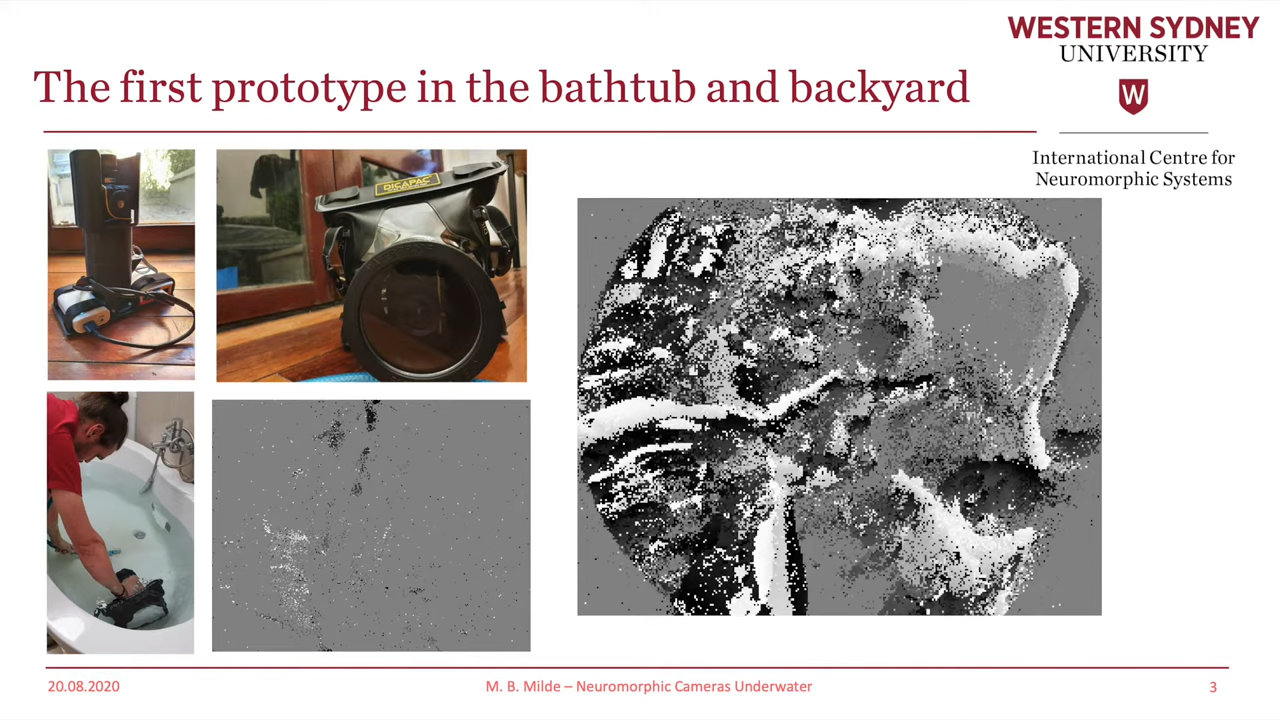 WESTERN SYDNEY
UNIVERSITY
W
The first prototype in the bathtub and backyard
International Centre for
Neuromorphic Systems
DICAPAC
20.08.2020
M. B. Milde – Neuromorphic Cameras Underwater
3